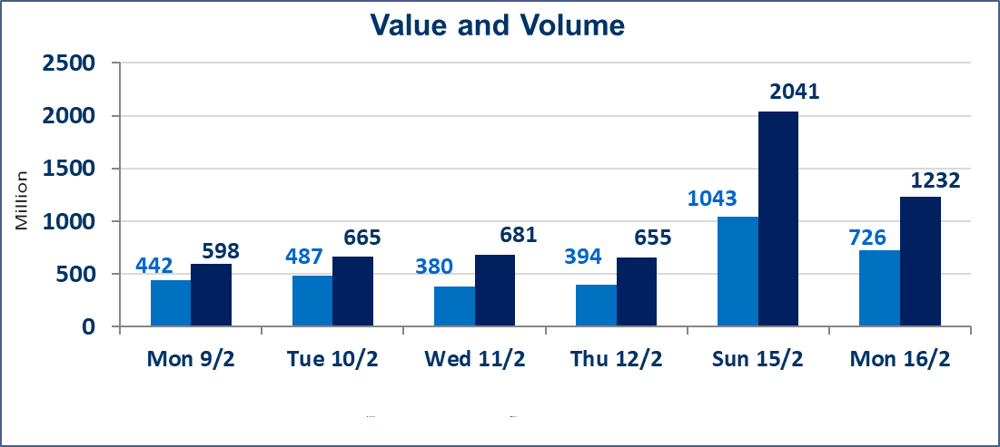 Value and Volume
2500
2000
1500
1000
500
0
Million
442
598
487
665
380
681
394
655
1043
2041
726
1232
Mon 9/2
Tue 10/2
Wed 11/2
Thu 12/2
Sun 15/2
Mon 16/2